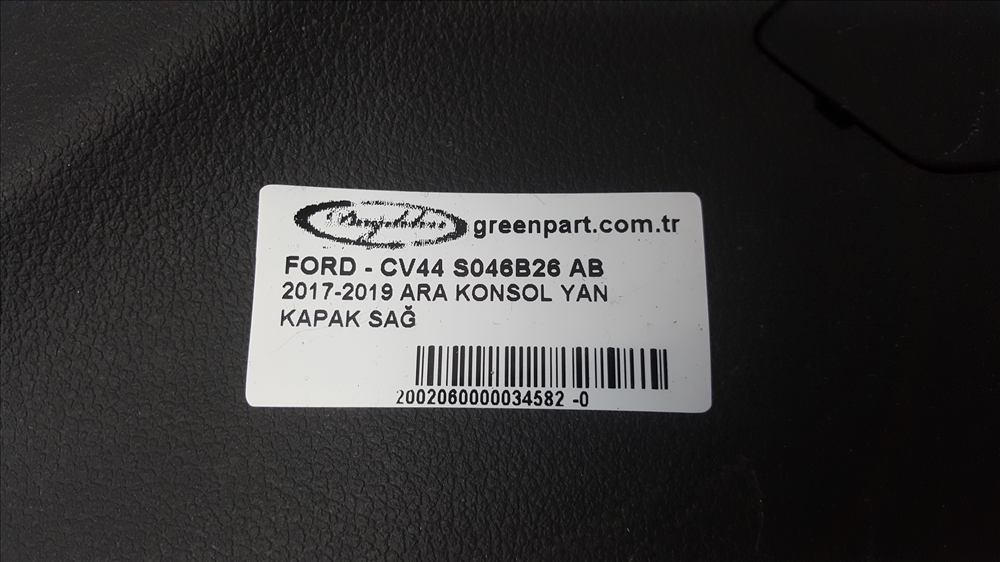 greenpart.com.tr
FORD - CV44 S046B26 AB
2017-2019 ARA KONSOL YAN
KAPAK SAĞ
2002060000034582 -0